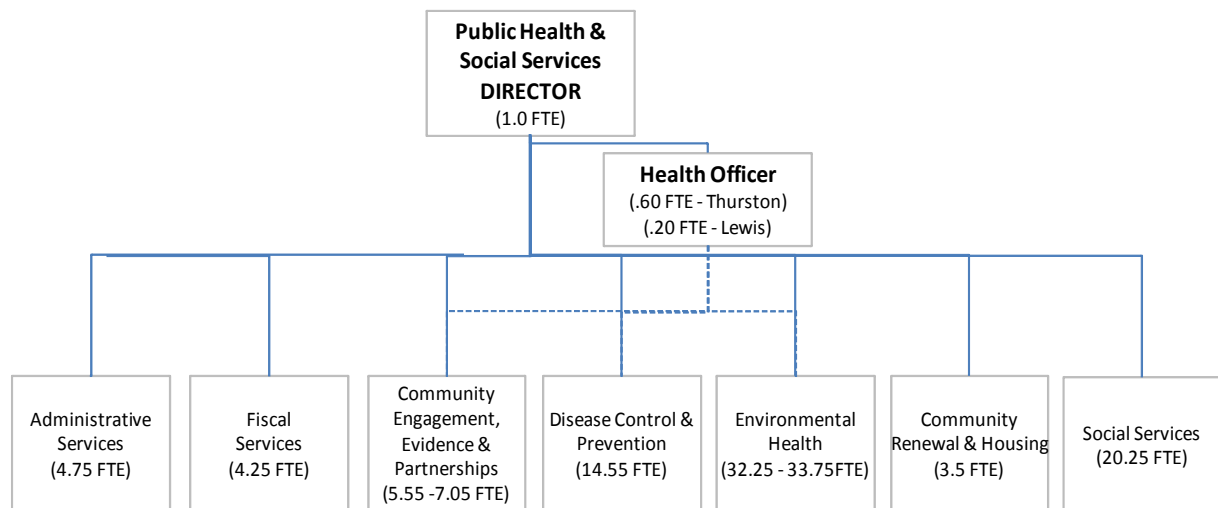 Public Health &
Social Services
DIRECTOR
(1.0 FTE)
Health Officer
(.60 FTE - Thurston)
(.20 FTE - Lewis)
Administrative
Services
(4.75 FTE)
Fiscal
Services
(4.25 FTE)
Community
Engagement,
Evidence &
Partnerships
(5.55 -7.05 FTE)
Disease Control &
Prevention
(14.55 FTE)
Environmental
Health
(32.25 - 33.75FTE)
Community
Renewal & Housing
(3.5 FTE)
Social Services
(20.25 FTE)